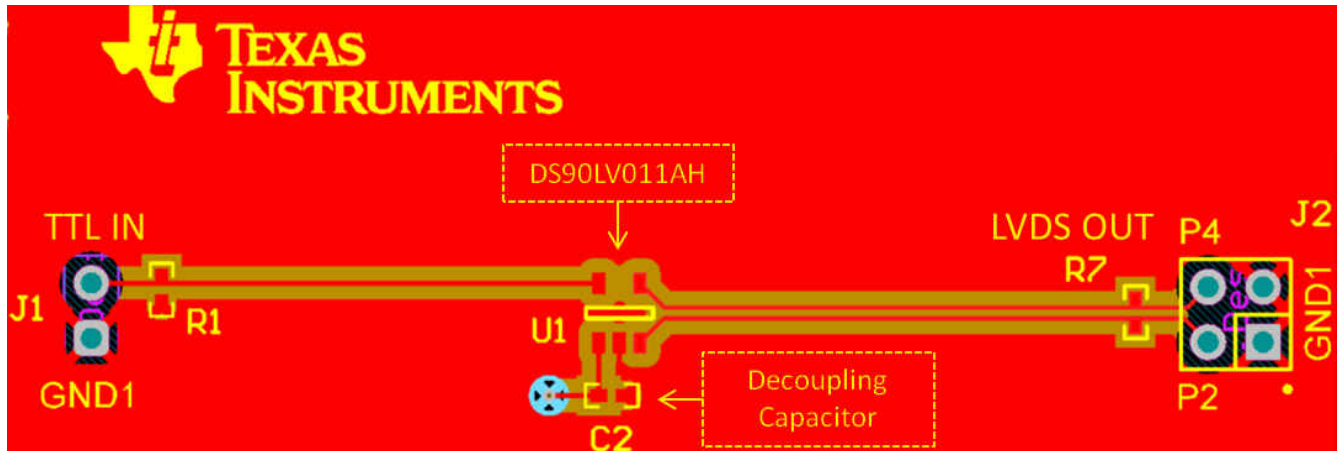 TEXAS
INSTRUMENTS
DS90LV011AH
TTL IN
LVDS OUT
P4
J2
J1
R1
U1
R7
GND1
GND1
Decoupling
Capacitor
C2
P2